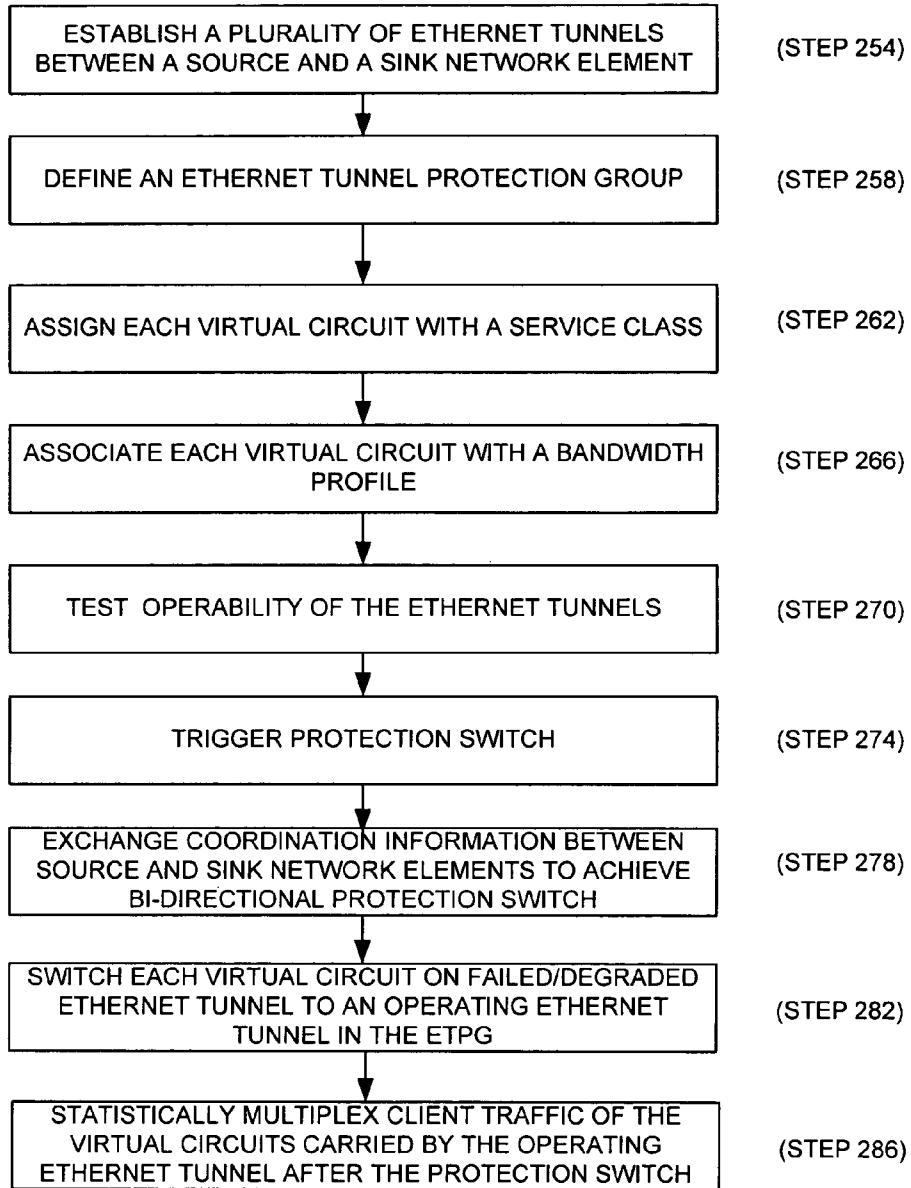 ESTABLISH A PLURALITY OF ETHERNET TUNNELS
BETWEEN A SOURCE AND A SINK NETWORK ELEMENT
(STEP 254)
DEFINE AN ETHERNET TUNNEL PROTECTION GROUP
(STEP 258)
ASSIGN EACH VIRTUAL CIRCUIT WITH A SERVICE CLASS
(STEP 262)
ASSOCIATE EACH VIRTUAL CIRCUIT WITH A BANDWIDTH
PROFILE
(STEP 266)
TEST OPERABILITY OF THE ETHERNET TUNNELS
(STEP 270)
TRIGGER PROTECTION SWITCH
(STEP 274)
EXCHANGE COORDINATION INFORMATION BETWEEN
SOURCE AND SINK NETWORK ELEMENTS TO ACHIEVE
BI-DIRECTIONAL PROTECTION SWITCH
(STEP 278)
SWITCH EACH VIRTUAL CIRCUIT ON FAILED/DEGRADED
ETHERNET TUNNEL TO AN OPERATING ETHERNET
TUNNEL IN THE ETPG
(STEP 282)
STATISTICALLY MULTIPLEX CLIENT TRAFFIC OF THE
VIRTUAL CIRCUITS CARRIED BY THE OPERATING
ETHERNET TUNNEL AFTER THE PROTECTION SWITCH
(STEP 286)